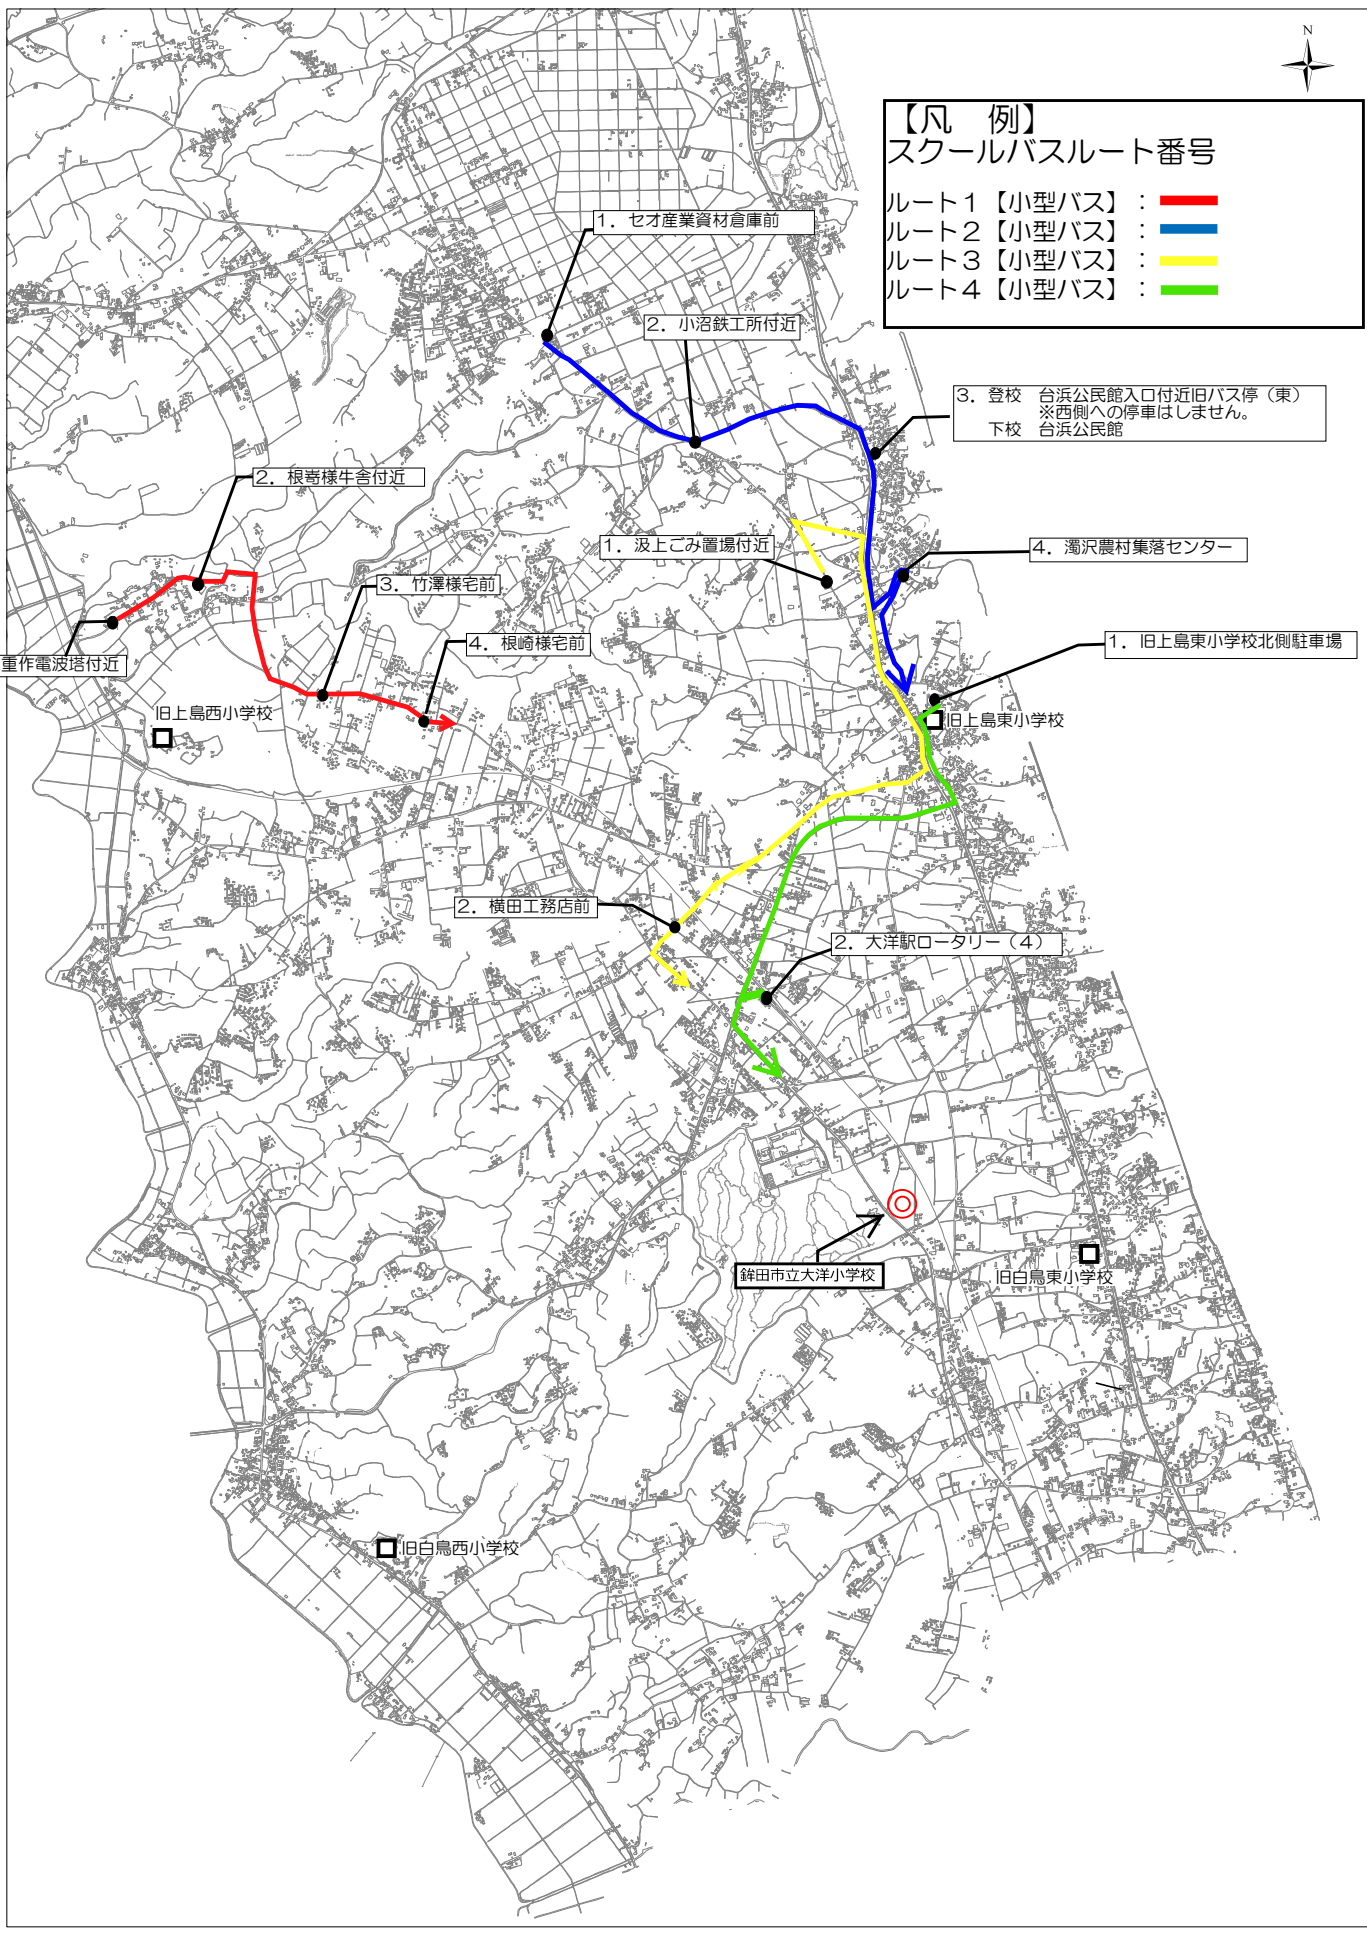 N
【凡　例】
スクールバスルート番号
ルート１【小型バス】：
ルート２【小型バス】：
ルート３【小型バス】：
ルート４【小型バス】：
1．セオ産業資材倉庫前
2．小沼鉄工所付近
3．登校　台浜公民館入口付近旧バス停（東）
※西側への停車はしません。
下校　台浜公民館
2．根嵜様牛舎付近
1．汲上ごみ置場付近
4．濁沢農村集落センター
3．竹澤様宅前
4．根崎様宅前
1．旧上島東小学校北側駐車場
重作電波塔付近
旧上島西小学校
旧上島東小学校
2．横田工務店前
2．大洋駅ロータリー（4）
鉾田市立大洋小学校
旧白鳥東小学校
旧白鳥西小学校